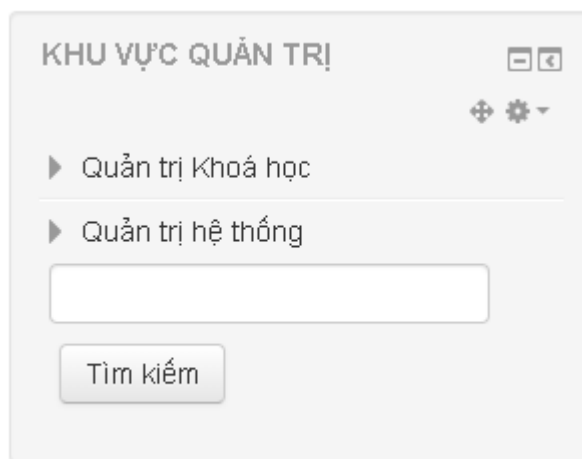 KHU VỰC QUẢN TRỊ
Quản trị Khoá học
Quản trị hệ thống
Tìm kiếm